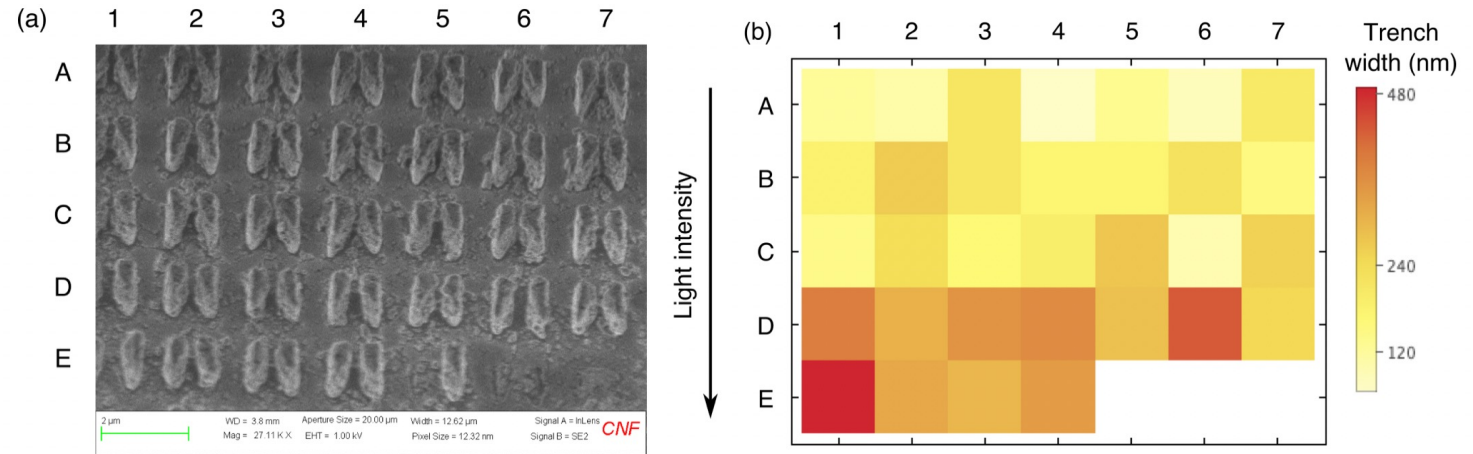 (a) 1 2 3 4 5 6 7
A
B
C
D
E
2 µm
WD = 3.8 mm
Mag = 27.11 K X
Aperture Size = 20.00 µm
EHT = 1.00 kV
Width = 12.62 µm
Pixel Size = 12.32 nm
Signal A = InLens
Signal B = SE2
CNF
Light intensity
(b) 1 2 3 4 5 6 7
A
B
C
D
E
Trench
width (nm)
480
240
120